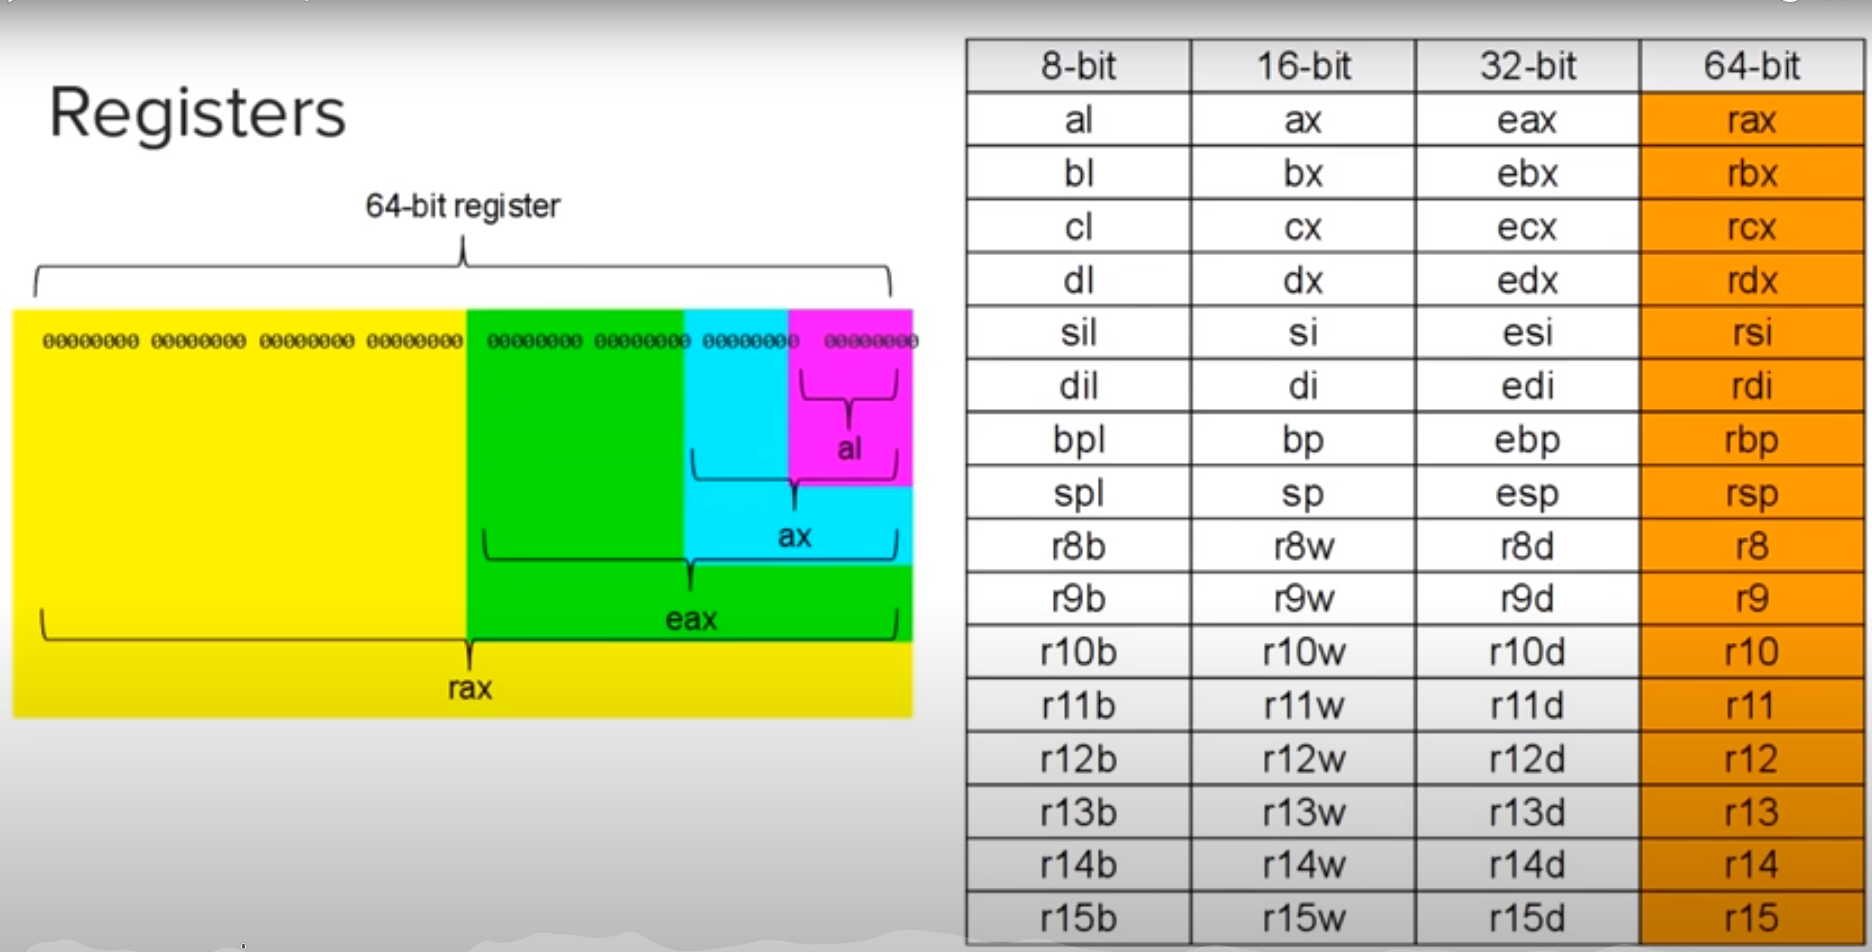 Registers
64-bit register
00000000 00000000 00000000 00000000 00000000 00000000 00000000 00000000
al
ax
eax
rax
8-bit 16-bit 32-bit 64-bit
al ax eax rax
bl bx ebx rbx
cl cx ecx rcx
dl dx edx rdx
sil si esi rsi
dil di edi rdi
bpl bp ebp rbp
spl sp esp rsp
r8b r8w r8d r8
r9b r9w r9d r9
r10b r10w r10d r10
r11b r11w r11d r11
r12b r12w r12d r12
r13b r13w r13d r13
r14b r14w r14d r14
r15b r15w r15d r15